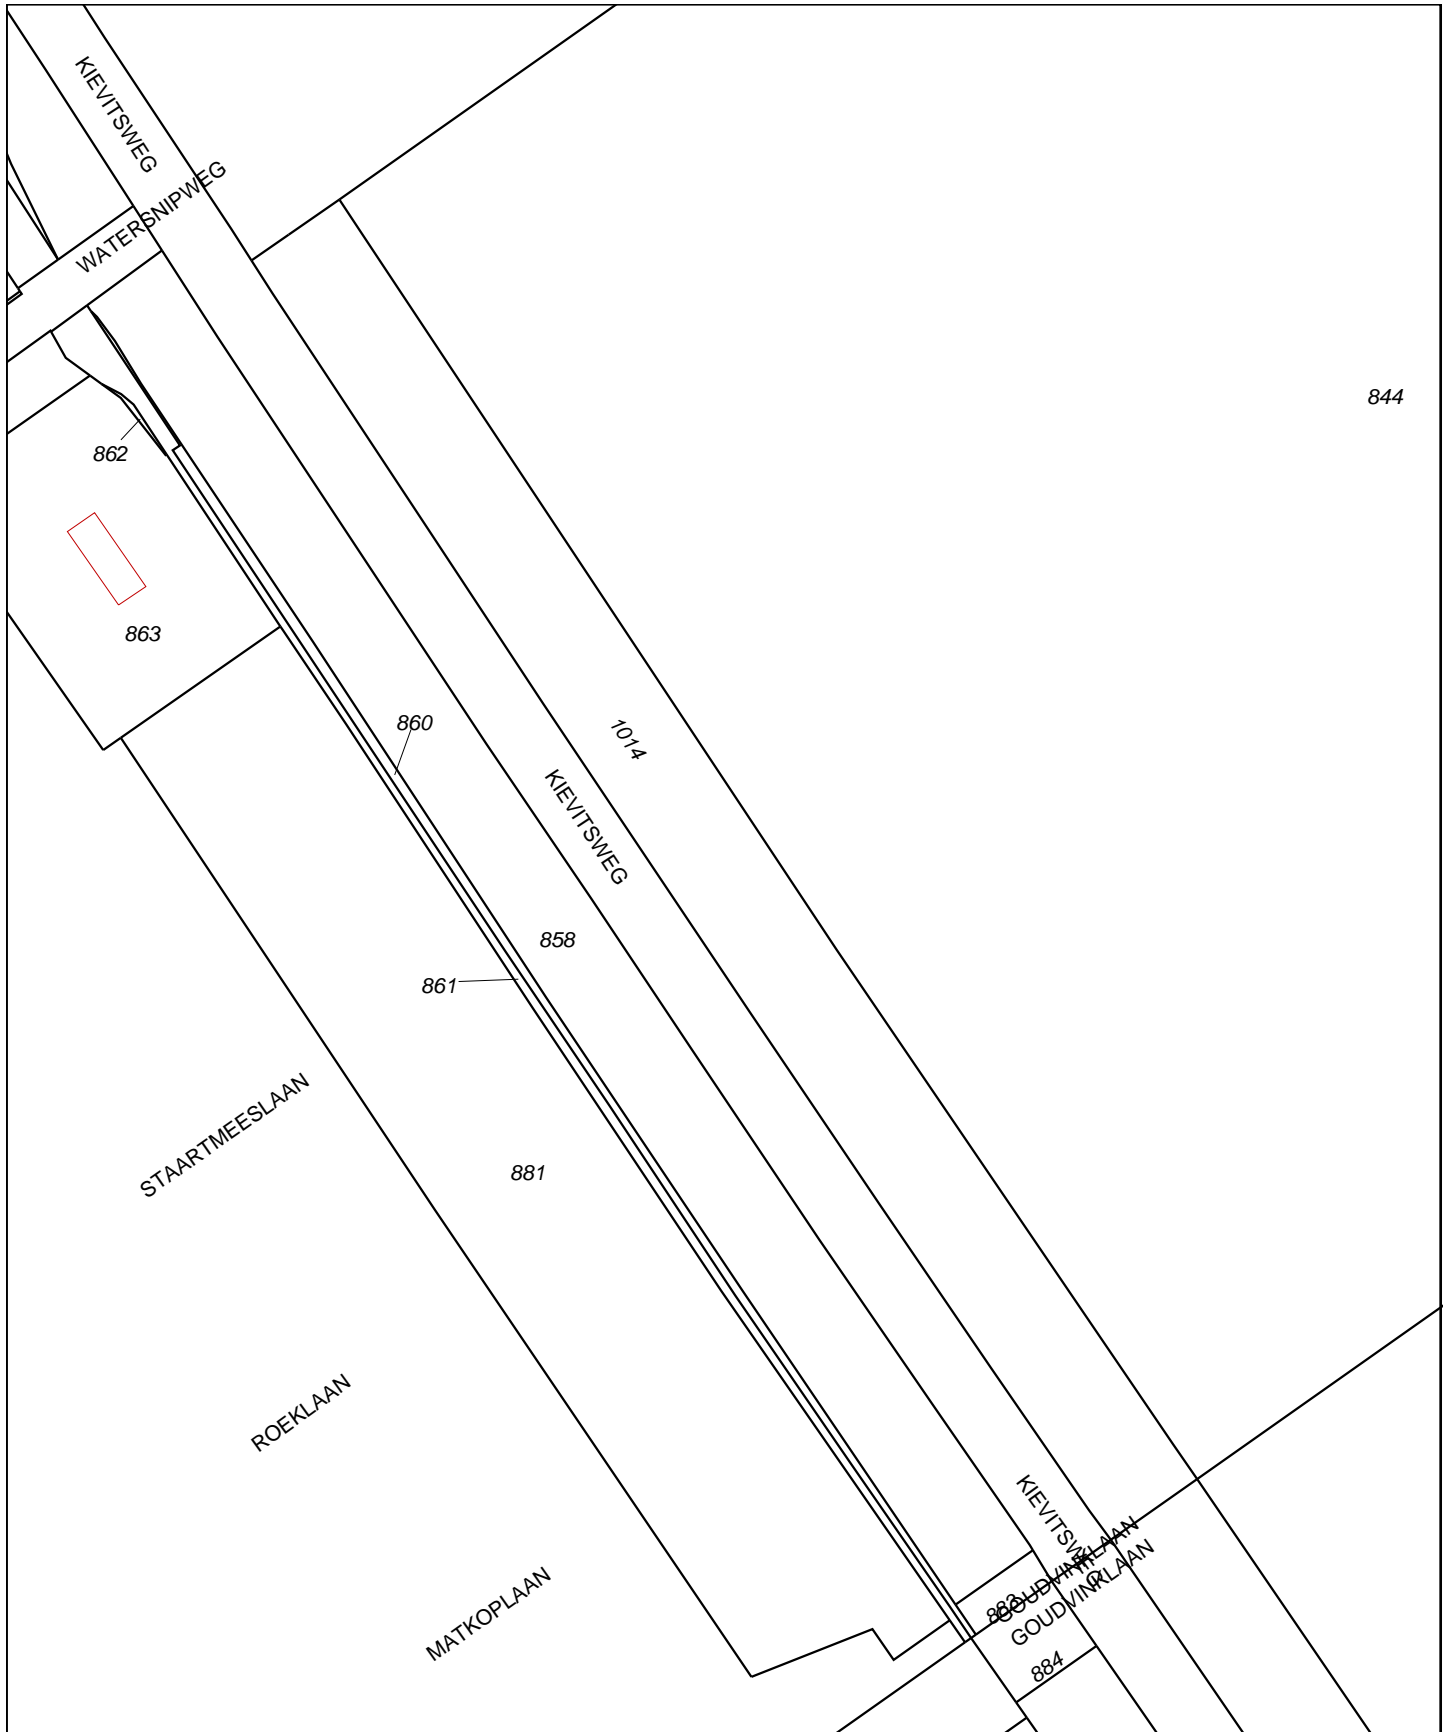 KIEVITSWEG
WATERSNIPWEG
844
862
863
860
1014
KIEVITSWEG
858
861
STAARTMEESLAAN
881
ROEKLAAN
KIEVITSWEG
GOUDVINKLAAN
GOUDVINKLAAN
MATKOPLAAN
884